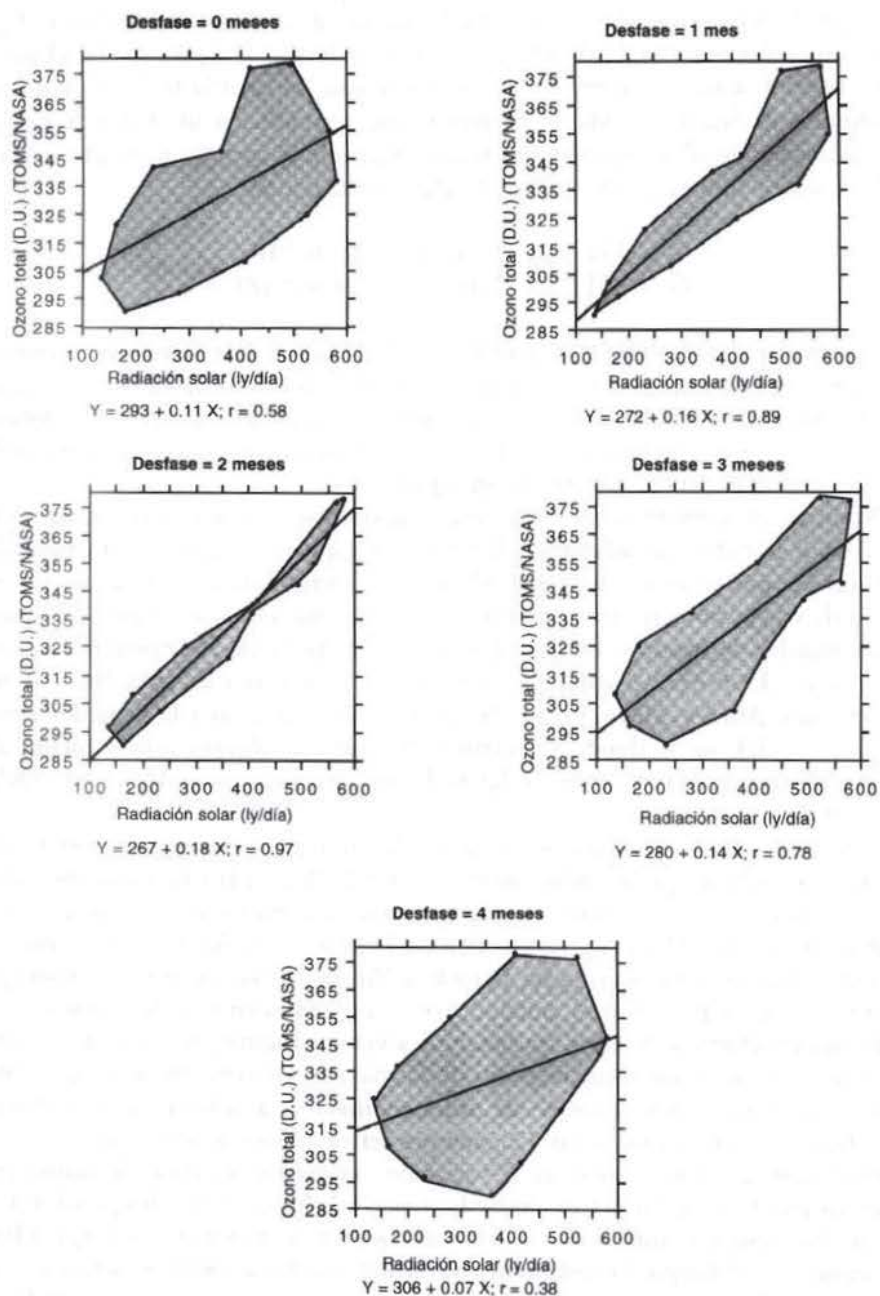 Desfase = 0 meses
Ozono total (D.U.) (TOMS/NASA)
375
365
355
345
335
325
315
305
295
285
100 200 300 400 500 600
Radiación solar (ly/día)
Y = 293 + 0.11 X; r = 0.58
Desfase = 1 mes
Ozono total (D.U.) (TOMS/NASA)
375
365
355
345
335
325
315
305
295
285
100 200 300 400 500 600
Radiación solar (ly/día)
Y = 272 + 0.16 X; r = 0.89
Desfase = 2 meses
Ozono total (D.U.) (TOMS/NASA)
375
365
355
345
335
325
315
305
295
285
100 200 300 400 500 600
Radiación solar (ly/día)
Y = 267 + 0.18 X; r = 0.97
Desfase = 3 meses
Ozono total (D.U.) (TOMS/NASA)
375
365
355
345
335
325
315
305
295
285
100 200 300 400 500 600
Radiación solar (ly/día)
Y = 280 + 0.14 X; r = 0.78
Desfase = 4 meses
Ozono total (D.U.) (TOMS/NASA)
375
365
355
345
335
325
315
305
295
285
100 200 300 400 500 600
Radiación solar (ly/día)
Y = 306 + 0.07 X; r = 0.38